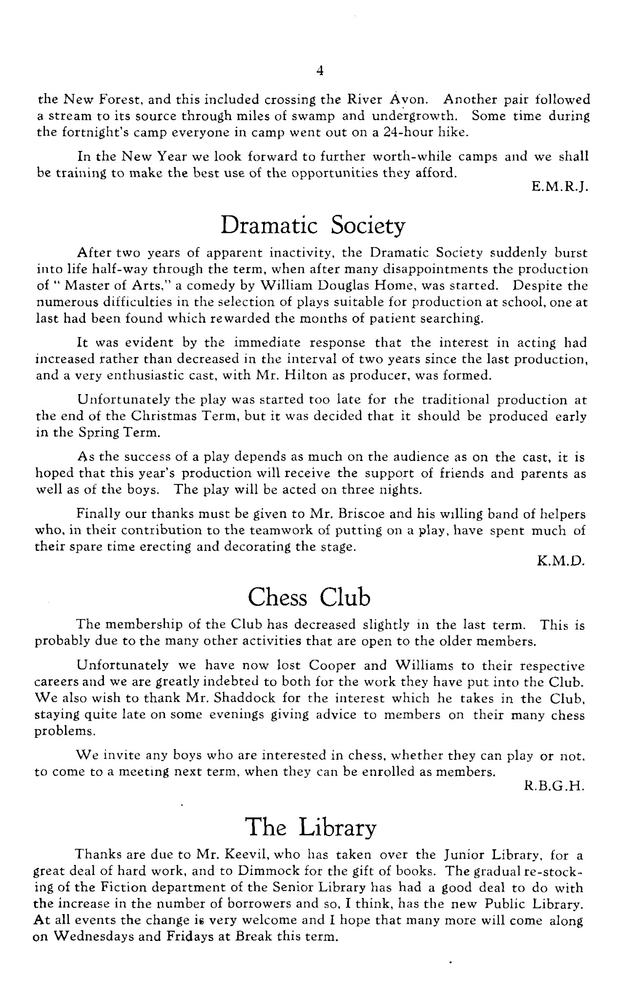 4
the New Forest, and this included crossing the River Avon. Another pair followed
a stream to its source through miles of swamp and undergrowth. Some time during
the fortnight's camp everyone in camp went out on a 24-hour hike.
In the New Year we look forward to further worth-while camps and we shall
be training to make the best use of the opportunities they afford.
E.M.R.J.
Dramatic Society
After two years of apparent inactivity, the Dramatic Society suddenly burst
into life half-way through the term, when after many disappointments the production
of " Master of Arts," a comedy by William Douglas Home, was started. Despite the
numerous difficulties in the selection of plays suitable for production at school, one at
last had been found which rewarded the months of patient searching.
It was evident by the immediate response that the interest in acting had
increased rather than decreased in the interval of two years since the last production,
and a very enthusiastic cast, with Mr. Hilton as producer, was formed.
Unfortunately the play was started too late for the traditional production at
the end of the Christmas Term, but it was decided that it should be produced early
in the Spring Term.
As the success of a play depends as much on the audience as on the cast, it is
hoped that this year's production will receive the support of friends and parents as
well as of the boys. The play will be acted on three nights.
Finally our thanks must be given to Mr. Briscoe and his willing band of helpers
who, in their contribution to the teamwork of putting on a play, have spent much of
their spare time erecting and decorating the stage.
K.M.D.
Chess Club
The membership of the Club has decreased slightly in the last term. This is
probably due to the many other activities that are open to the older members.
Unfortunately we have now lost Cooper and Williams to their respective
careers and we are greatly indebted to both for the work they have put into the Club.
We also wish to thank Mr. Shaddock for the interest which he takes in the Club,
staying quite late on some evenings giving advice to members on their many chess
problems.
We invite any boys who are interested in chess, whether they can play or not,
to come to a meeting next term, when they can be enrolled as members.
R.B.G.H.
The Library
Thanks are due to Mr. Keevil, who has taken over the Junior Library, for a
great deal of hard work, and to Dimmock for the gift of books. The gradual re-stock-
ing of the Fiction department of the Senior Library has had a good deal to do with
the increase in the number of borrowers and so, I think, has the new Public Library.
At all events the change is very welcome and I hope that many more will come along
on Wednesdays and Fridays at Break this term.